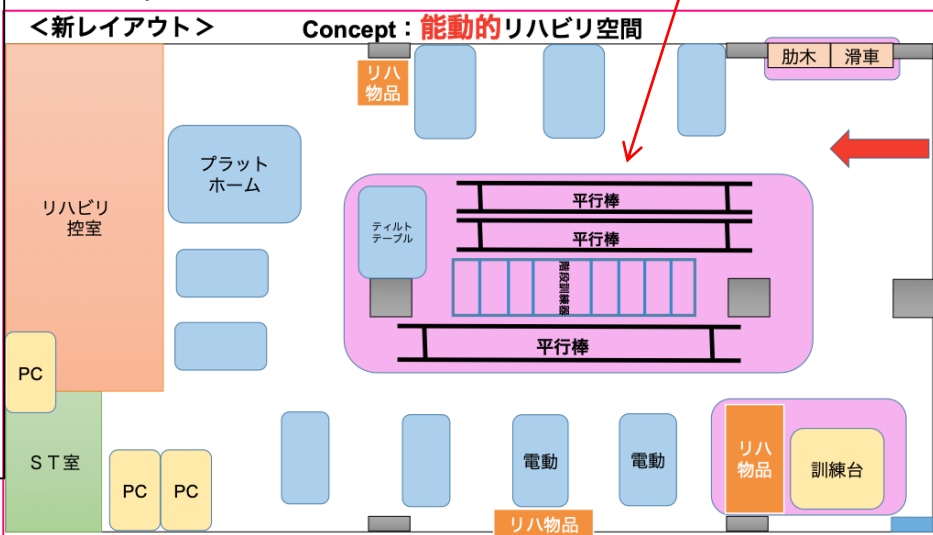 ＜新レイアウト＞
Concept：能動的リハビリ空間
リハ
物品
肋木
滑車
プラット
ホーム
リハビリ
控室
平行棒
ティルト
テーブル
平行棒
階段訓練器
平行棒
PC
ＳＴ室
PC
PC
電動
電動
リハ
物品
訓練台
リハ物品